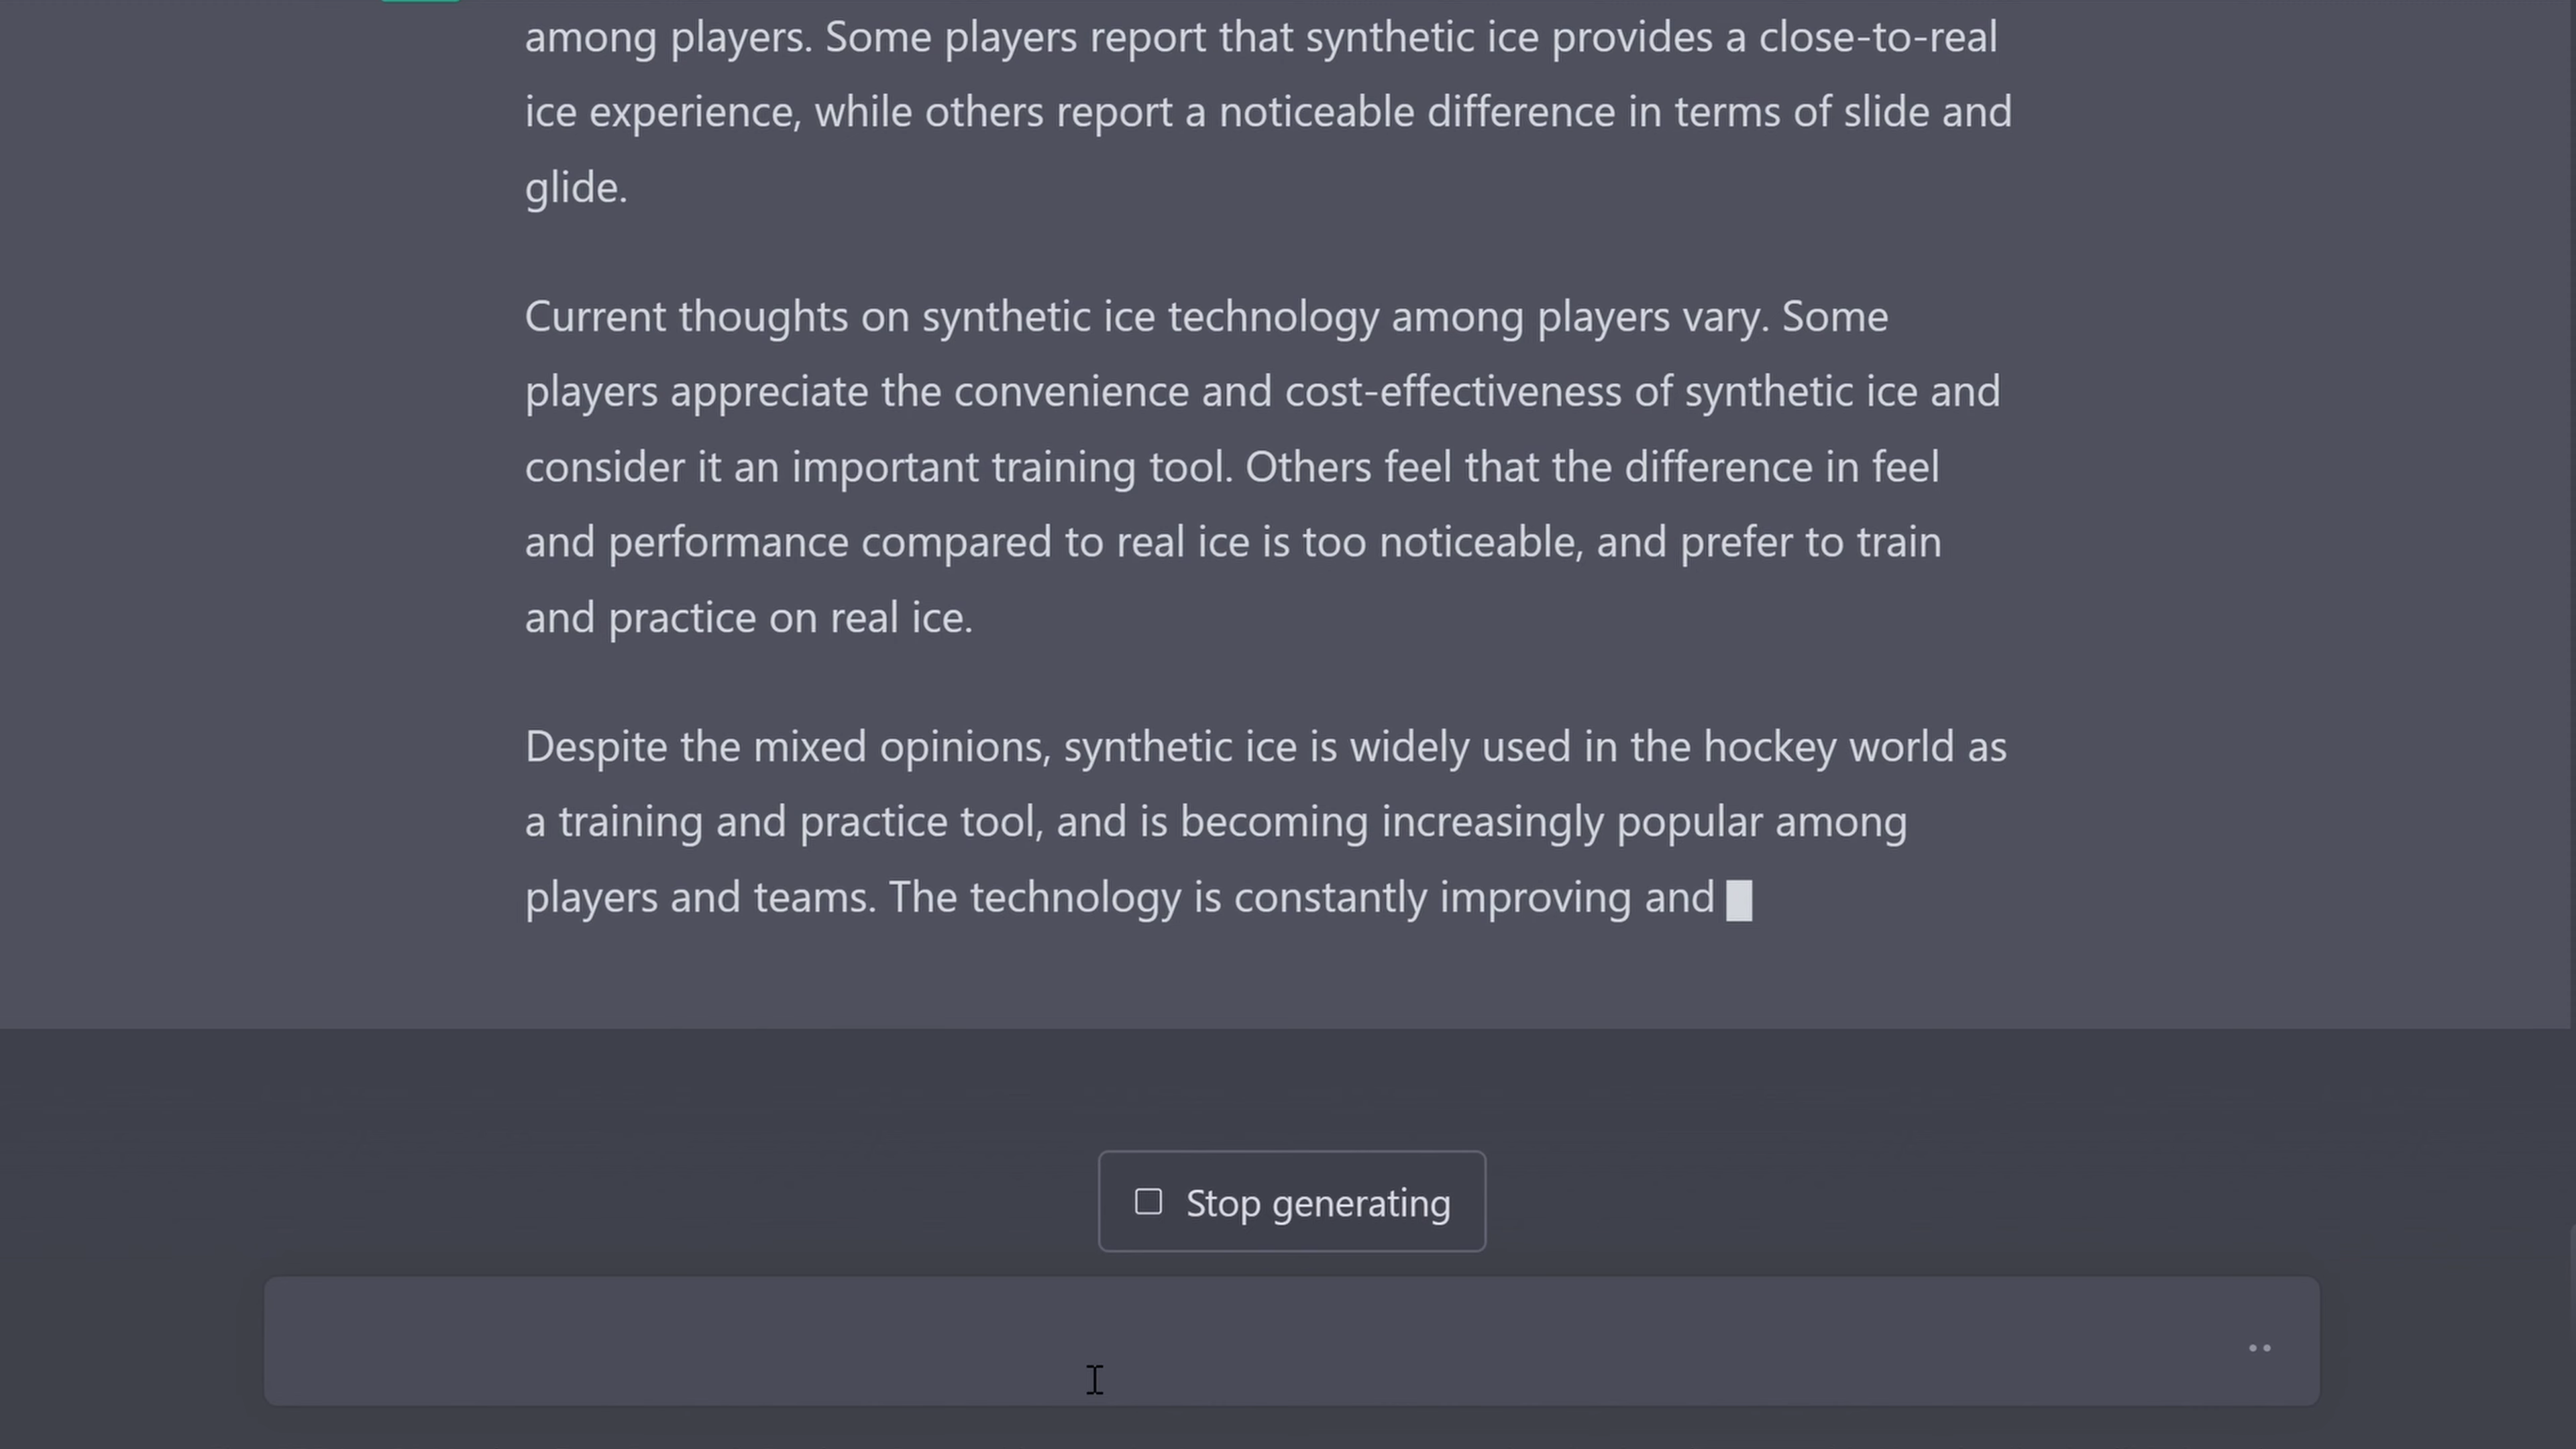 among players. Some players report that synthetic ice provides a close-to-real
ice experience, while others report a noticeable difference in terms of slide and
glide.
Current thoughts on synthetic ice technology among players vary. Some
players appreciate the convenience and cost-effectiveness of synthetic ice and
consider it an important training tool. Others feel that the difference in feel
and performance compared to real ice is too noticeable, and prefer to train
and practice on real ice.
Despite the mixed opinions, synthetic ice is widely used in the hockey world as
a training and practice tool, and is becoming increasingly popular among
players and teams. The technology is constantly improving and
Stop generating